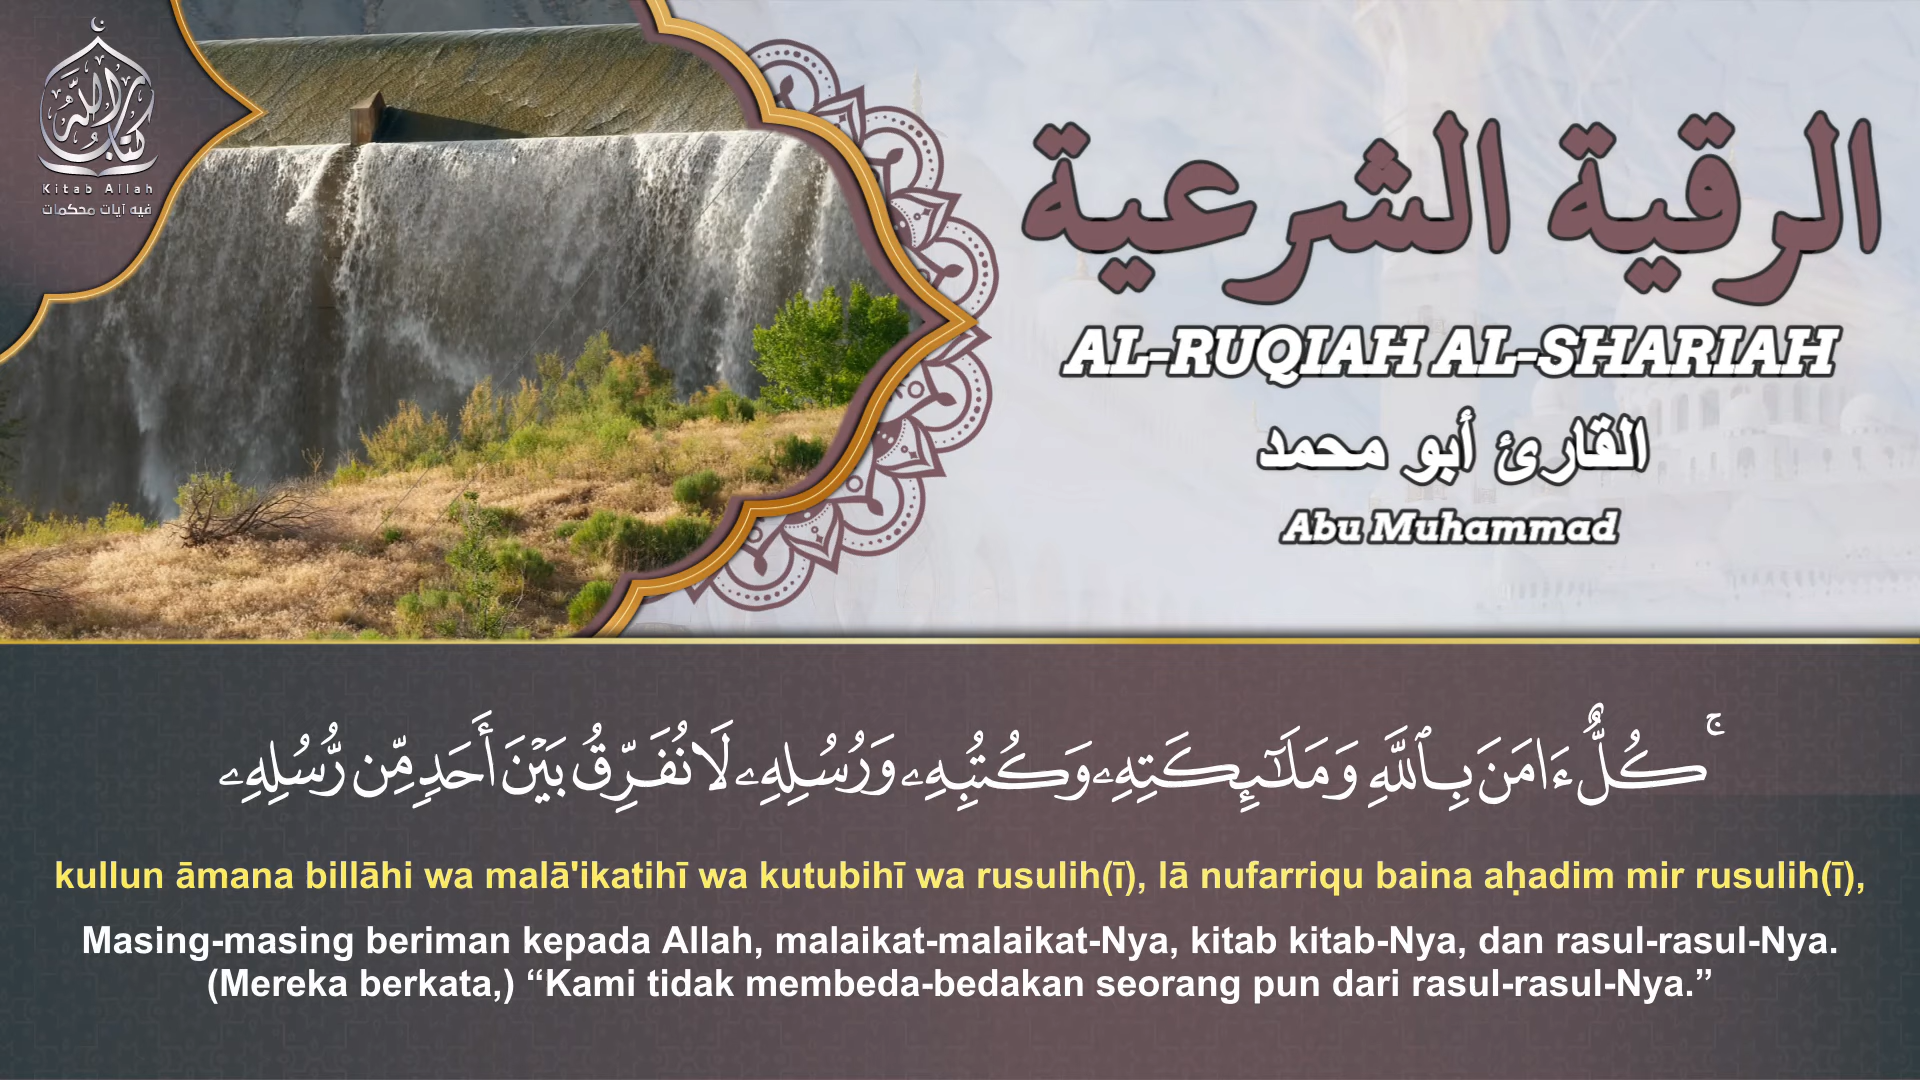 كتاب الله
Kitab Allah
فيه آيات محكمات
الرقية الشرعية
AL-RUQIAH AL-SHARIAH
القارئ أبو محمد
Abu Muhammad
ۚ كُلٌّ ءَامَنَ بِٱللَّهِ وَمَلَـٰٓئِكَتِهِۦ وَكُتُبِهِۦ وَرُسُلِهِۦ لَا نُفَرِّقُ بَيْنَ أَحَدٍ مِّن رُّسُلِهِۦ
kullun āmana billāhi wa malā'ikatihī wa kutubihī wa rusulih(ī), lā nufarriqu baina aḥadim mir rusulih(ī),
Masing-masing beriman kepada Allah, malaikat-malaikat-Nya, kitab kitab-Nya, dan rasul-rasul-Nya.
(Mereka berkata,) “Kami tidak membeda-bedakan seorang pun dari rasul-rasul-Nya.”